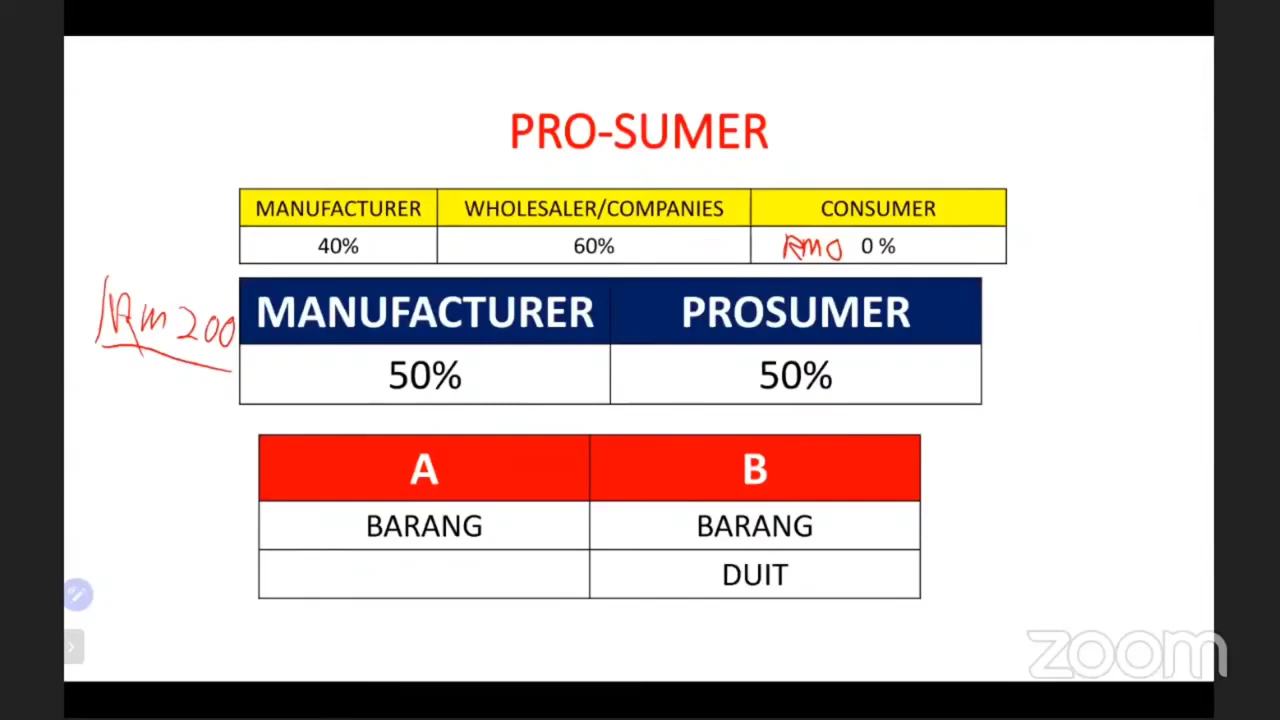 PRO-SUMER
MANUFACTURER WHOLESALER/COMPANIES CONSUMER
40% 60% RM0 0 %
RM 200
MANUFACTURER PROSUMER
50% 50%
A B
BARANG BARANG
DUIT
zoom